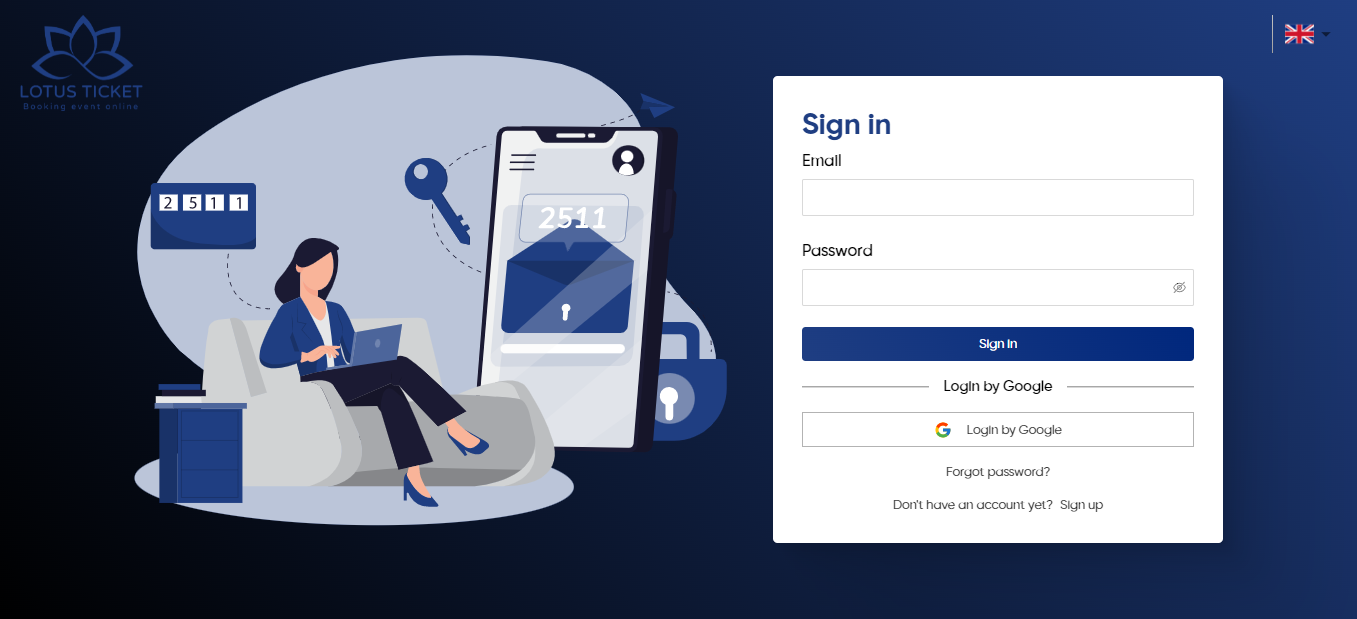 LOTUS TICKET
Booking event online
2 5 1 1
2511
Sign in
Email
Password
Sign in
Login by Google
Login by Google
Forgot password?
Don't have an account yet? Sign up